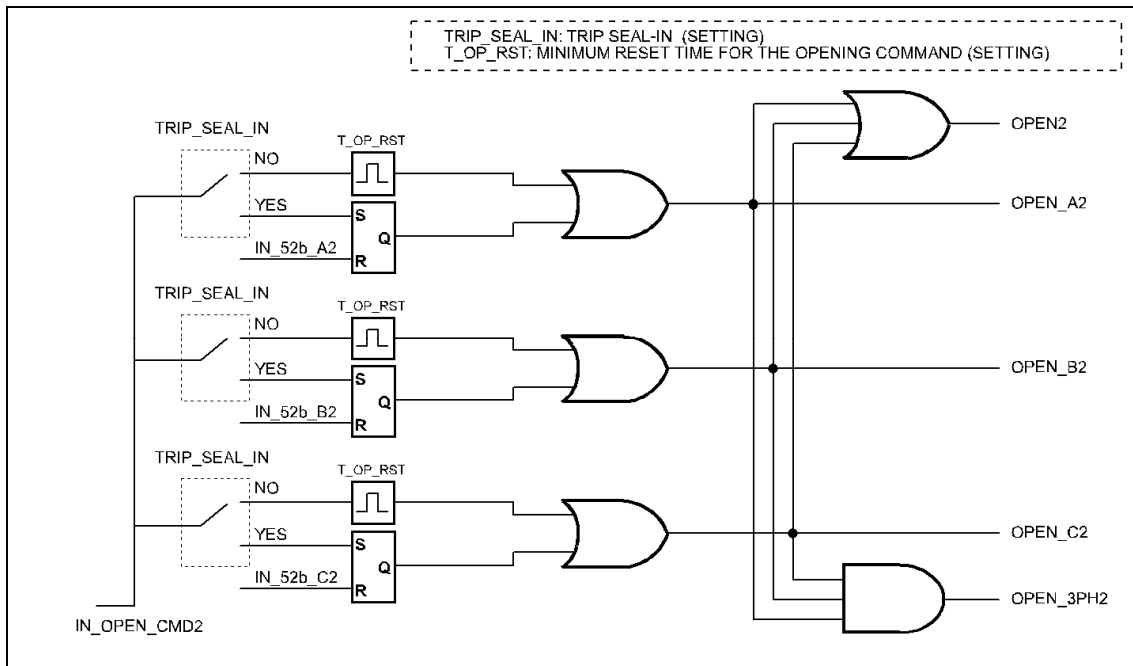 TRIP_SEAL_IN: TRIP SEAL-IN (SETTING)
T_OP_RST: MINIMUM RESET TIME FOR THE OPENING COMMAND (SETTING)
TRIP_SEAL_IN
NO
T_OP_RST
YES
S
Q
IN_52b_A2
R
OPEN2
OPEN_A2
TRIP_SEAL_IN
NO
T_OP_RST
YES
S
Q
IN_52b_B2
R
OPEN_B2
TRIP_SEAL_IN
NO
T_OP_RST
YES
S
Q
IN_52b_C2
R
OPEN_C2
OPEN_3PH2
IN_OPEN_CMD2